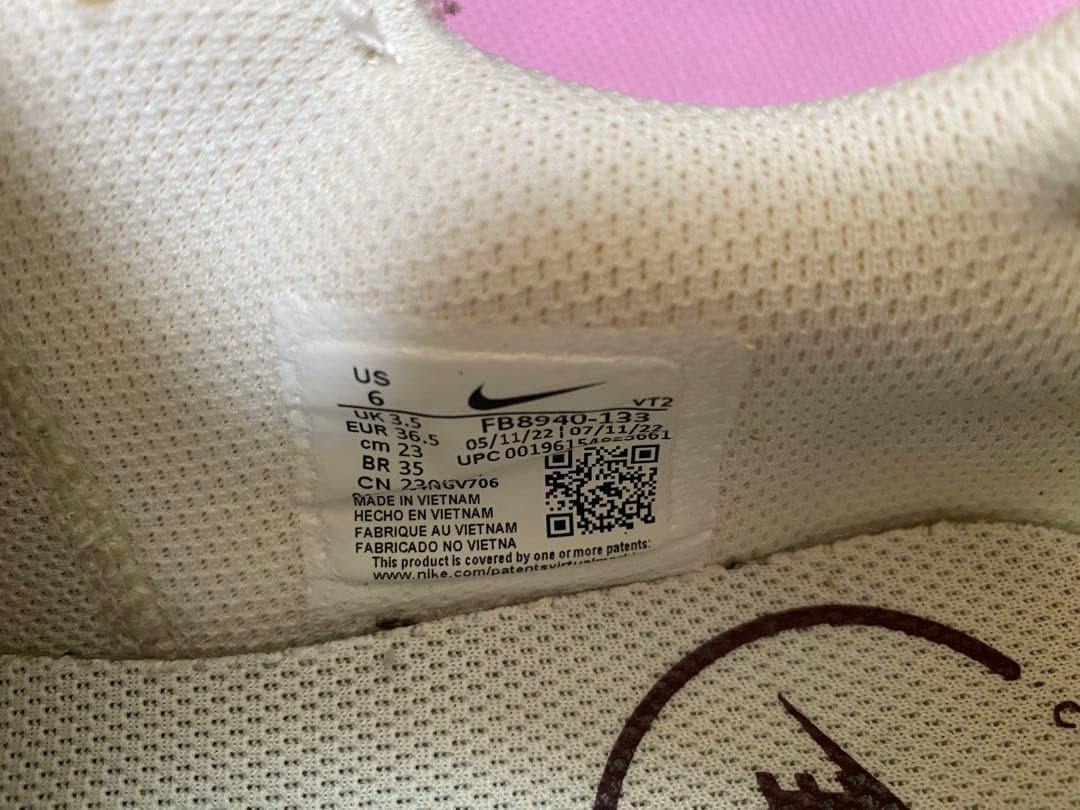 US
6
VT2
UK 3.5
FB8940-133
EUR 36.5
05/11/22 | 07/11/22
cm 23
UPC
BR 35
CN
MADE IN VIETNAM
HECHO EN VIETNAM
FABRIQUE AU VIETNAM
FABRICADO NO VIETNA
This product is covered by one or more patents: